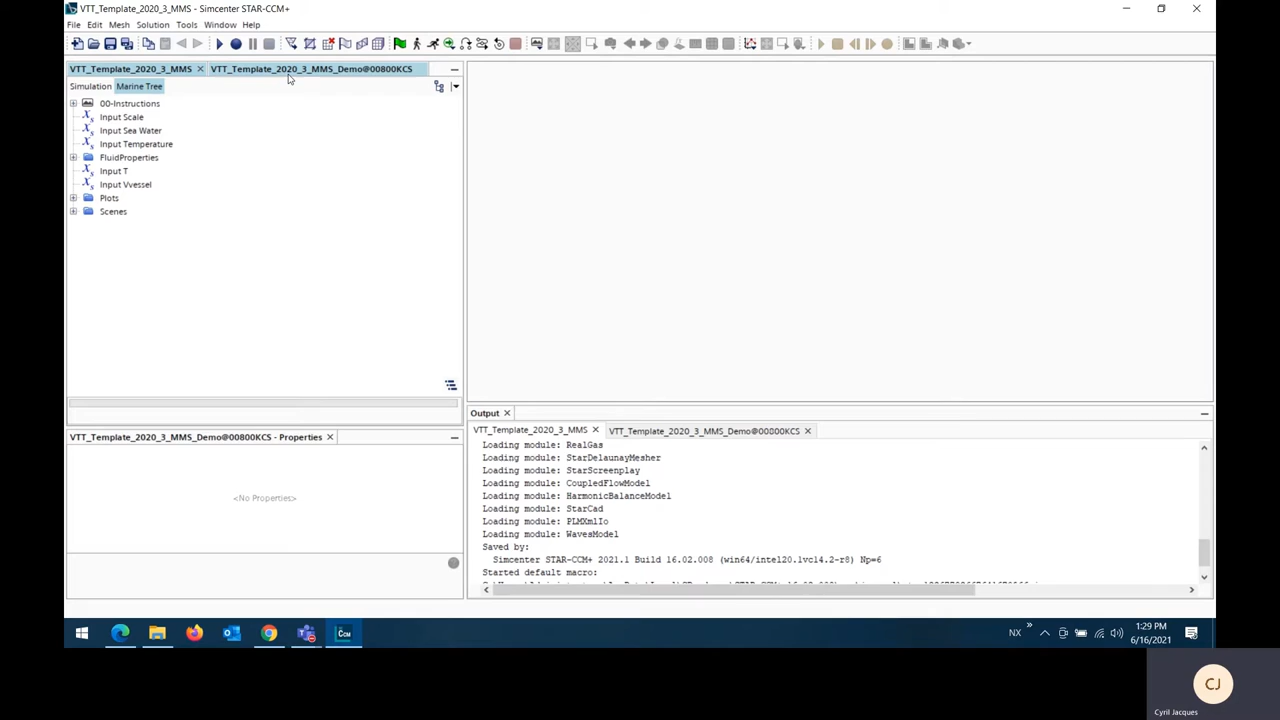 VTT_Template_2020_3_MMS - Simcenter STAR-CCM+
File Edit Mesh Solution Tools Window Help
VTT_Template_2020_3_MMS VTT_Template_2020_3_MMS_Demo@00800KCS
Simulation Marine Tree
00-Instructions
Input Scale
Input Sea Water
Input Temperature
FluidProperties
Input T
Input Vvessel
Plots
Scenes
VTT_Template_2020_3_MMS_Demo@00800KCS - Properties
<No Properties>
Output
VTT_Template_2020_3_MMS VTT_Template_2020_3_MMS_Demo@00800KCS
Loading module: RealGas
Loading module: StarDelaunayMesher
Loading module: StarScreenplay
Loading module: CoupledFlowModel
Loading module: HarmonicBalanceModel
Loading module: StarCad
Loading module: PLMXmlIo
Loading module: WavesModel
Saved by:
Simcenter STAR-CCM+ 2021.1 Build 16.02.008 (win64/intel20.1vc14.2-r8) Np=6
Started default macro:
CCM
NX
1:29 PM
6/16/2021
CJ
Cyril Jacques